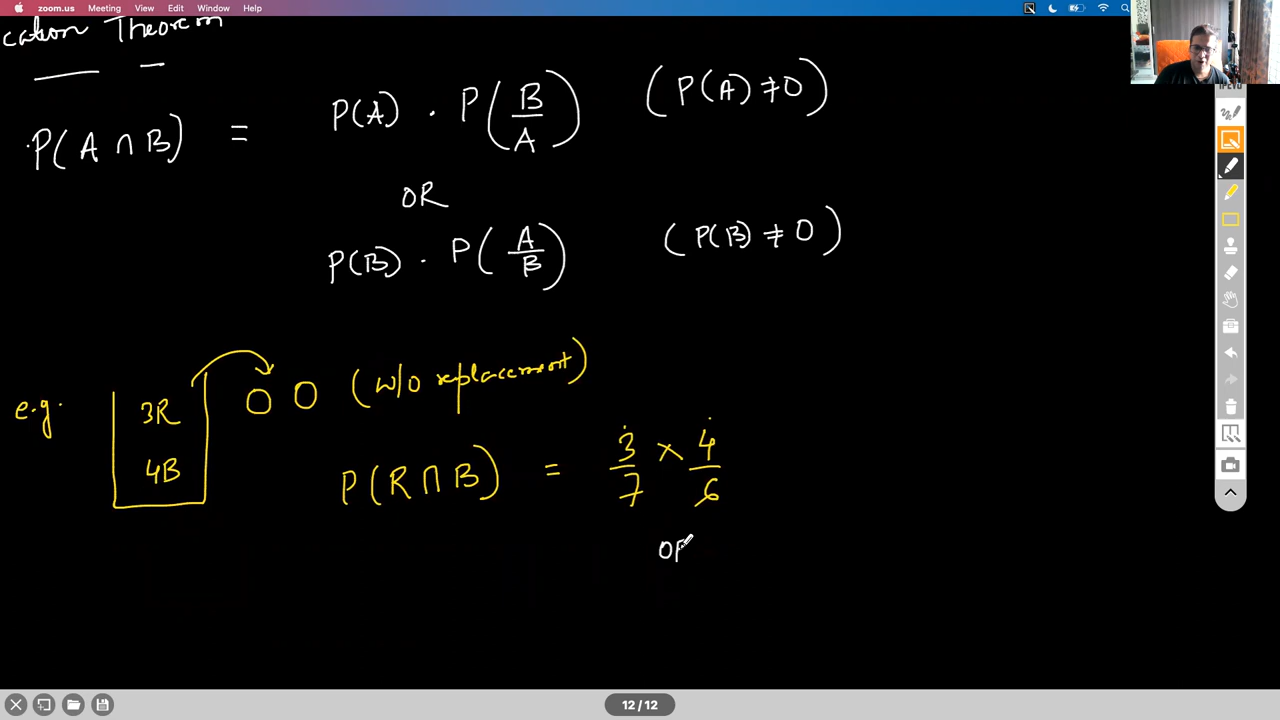 zoom.us Meeting View Edit Window Help
cation Theorem
P(A ∩ B) = P(A) . P(B/A) (P(A) ≠ 0)
OR
P(B) . P(A/B) (P(B) ≠ 0)
e.g. 3R (w/o replacement)
4B P(R ∩ B) = 3/7 × 4/6
OR
IPEVO
12 / 12